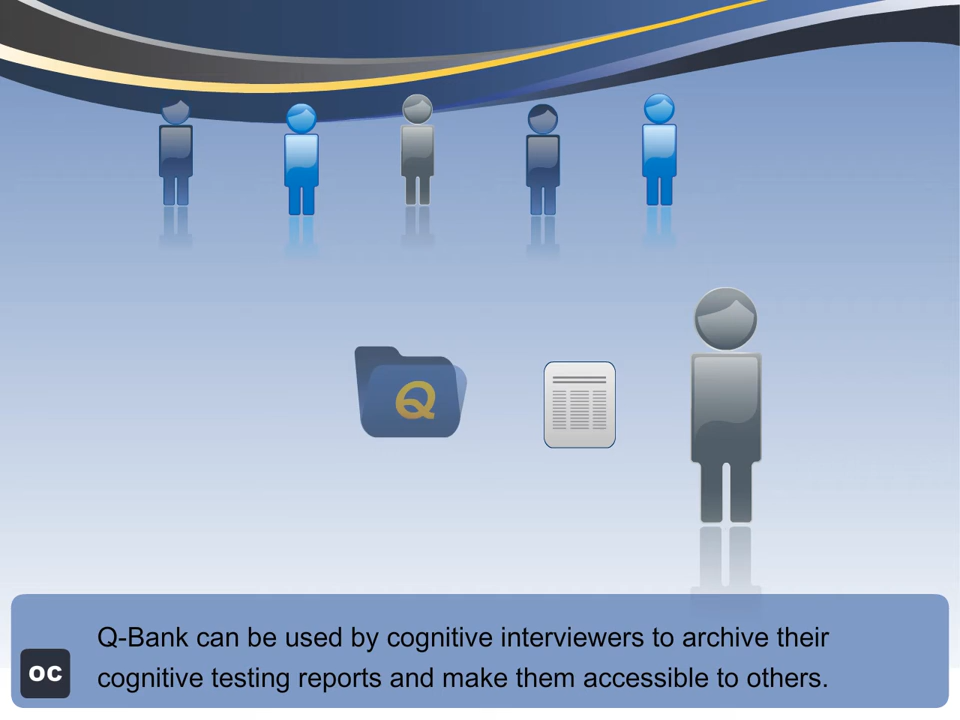 Q
Q-Bank can be used by cognitive interviewers to archive their
cognitive testing reports and make them accessible to others.
OC